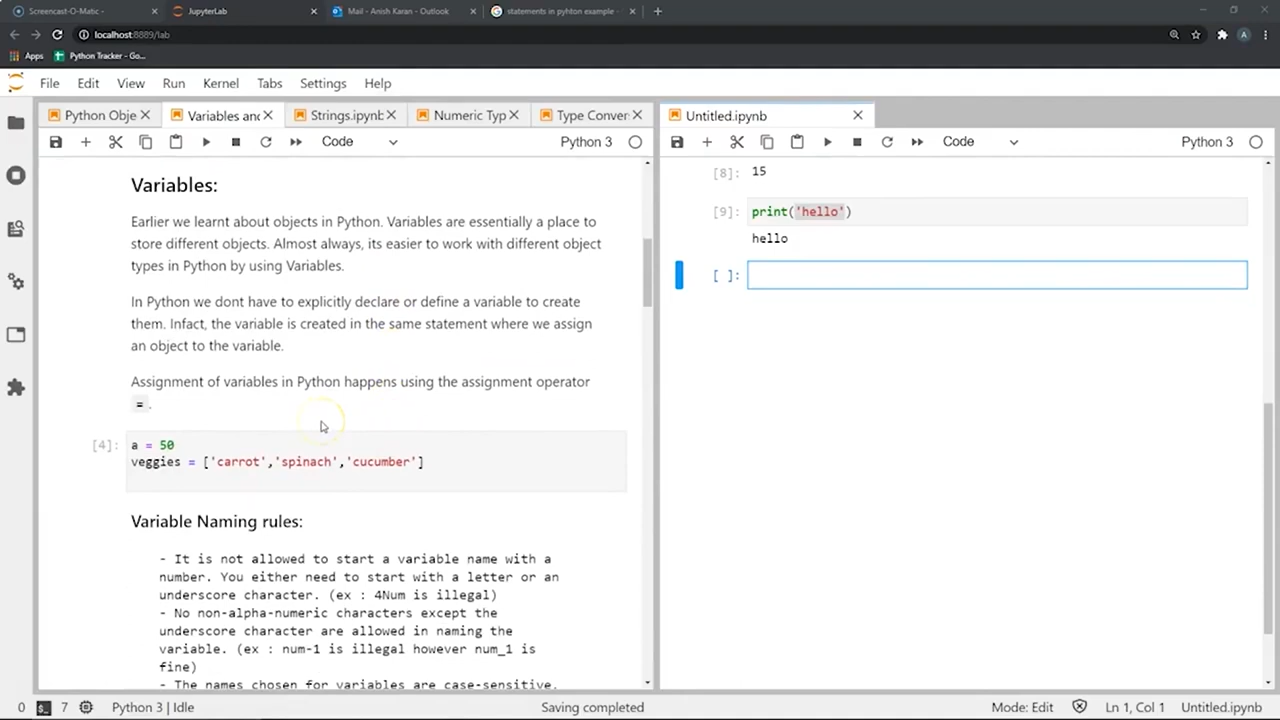 Screencast-O-Matic -
JupyterLab
Mail - Anish Karan - Outlook
statements in pyhton example -
localhost:8889/lab
A
Apps
Python Tracker - Go...
File Edit View Run Kernel Tabs Settings Help
Python Obje
Variables and
Strings.ipynb
Numeric Typ
Type Conver
Untitled.ipynb
Code
Python 3
Code
Python 3
Variables:
Earlier we learnt about objects in Python. Variables are essentially a place to
store different objects. Almost always, its easier to work with different object
types in Python by using Variables.
In Python we dont have to explicitly declare or define a variable to create
them. Infact, the variable is created in the same statement where we assign
an object to the variable.
Assignment of variables in Python happens using the assignment operator
= .
[4]: a = 50
veggies = ['carrot','spinach','cucumber']
Variable Naming rules:
- It is not allowed to start a variable name with a
number. You either need to start with a letter or an
underscore character. (ex : 4Num is illegal)
- No non-alpha-numeric characters except the
underscore character are allowed in naming the
variable. (ex : num-1 is illegal however num_1 is
fine)
- The names chosen for variables are case-sensitive.
[8]: 15
[9]: print('hello')
hello
[ ]:
0
$_
7
Python 3 | Idle
Saving completed
Mode: Edit
Ln 1, Col 1
Untitled.ipynb